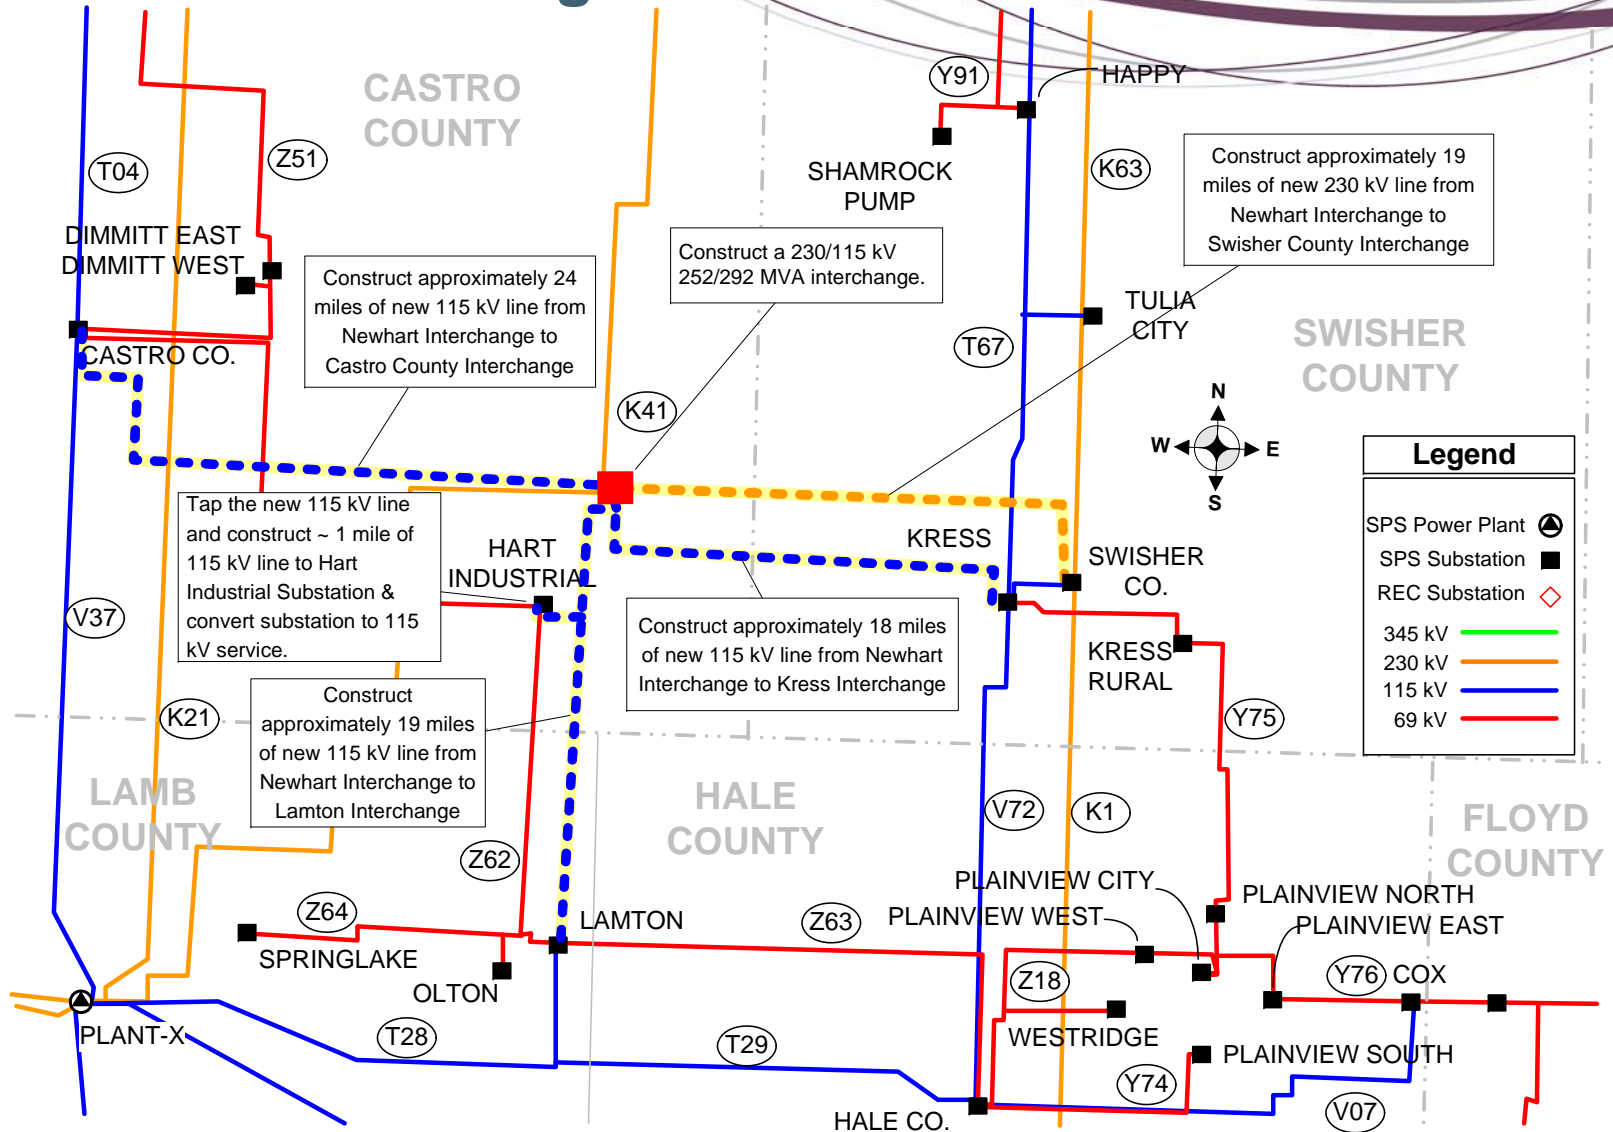 CASTRO
COUNTY
Y91
HAPPY
T04
Z51
SHAMROCK
PUMP
K63
Construct approximately 19
miles of new 230 kV line from
Newhart Interchange to
Swisher County Interchange
DIMMITT EAST
DIMMITT WEST
Construct approximately 24
miles of new 115 kV line from
Newhart Interchange to
Castro County Interchange
Construct a 230/115 kV
252/292 MVA interchange.
TULIA
CITY
SWISHER
COUNTY
CASTRO CO.
T67
K41
N
W
E
S
Legend
SPS Power Plant
SPS Substation
REC Substation
345 kV
230 kV
115 kV
69 kV
Tap the new 115 kV line
and construct ~ 1 mile of
115 kV line to Hart
Industrial Substation &
convert substation to 115
kV service.
HART
INDUSTRIAL
KRESS
SWISHER
CO.
V37
Construct approximately 18 miles
of new 115 kV line from Newhart
Interchange to Kress Interchange
KRESS
RURAL
K21
Construct
approximately 19 miles
of new 115 kV line from
Newhart Interchange to
Lamton Interchange
Y75
LAMB
COUNTY
HALE
COUNTY
V72
K1
FLOYD
COUNTY
Z62
PLAINVIEW CITY
PLAINVIEW NORTH
PLAINVIEW WEST
PLAINVIEW EAST
Z64
LAMTON
Z63
SPRINGLAKE
OLTON
Z18
Y76
COX
PLANT-X
T28
T29
WESTRIDGE
PLAINVIEW SOUTH
Y74
V07
HALE CO.